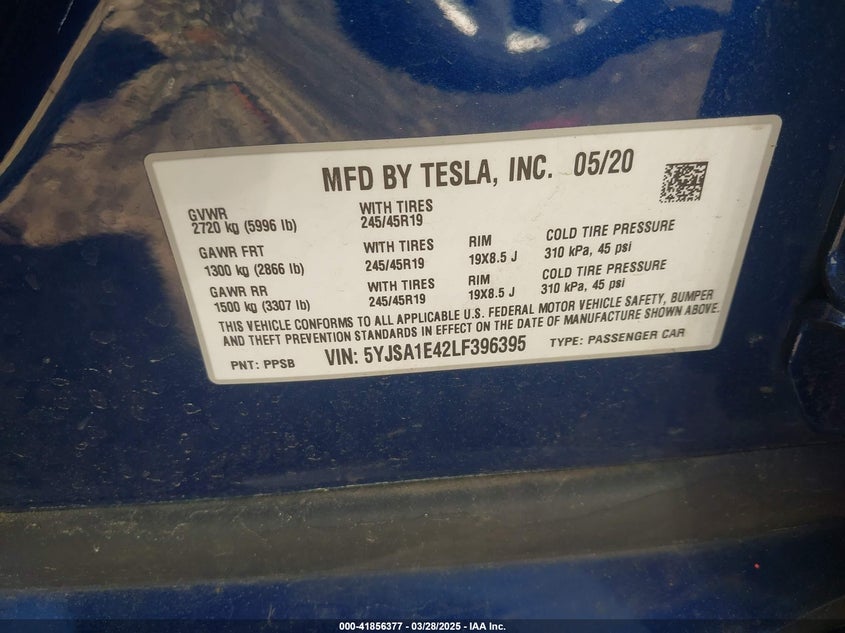 MFD BY TESLA, INC. 05/20
GVWR
2720 kg (5996 lb)
WITH TIRES
245/45R19
GAWR FRT
1300 kg (2866 lb)
WITH TIRES
245/45R19
RIM
19X8.5 J
COLD TIRE PRESSURE
310 kPa, 45 psi
GAWR RR
1500 kg (3307 lb)
WITH TIRES
245/45R19
RIM
19X8.5 J
COLD TIRE PRESSURE
310 kPa, 45 psi
THIS VEHICLE CONFORMS TO ALL APPLICABLE U.S. FEDERAL MOTOR VEHICLE SAFETY, BUMPER
AND THEFT PREVENTION STANDARDS IN EFFECT ON THE DATE OF MANUFACTURE SHOWN ABOVE.
PNT: PPSB VIN: 5YJSA1E42LF396395 TYPE: PASSENGER CAR
000-41856377 | 03/28/2025 - IAA Inc.